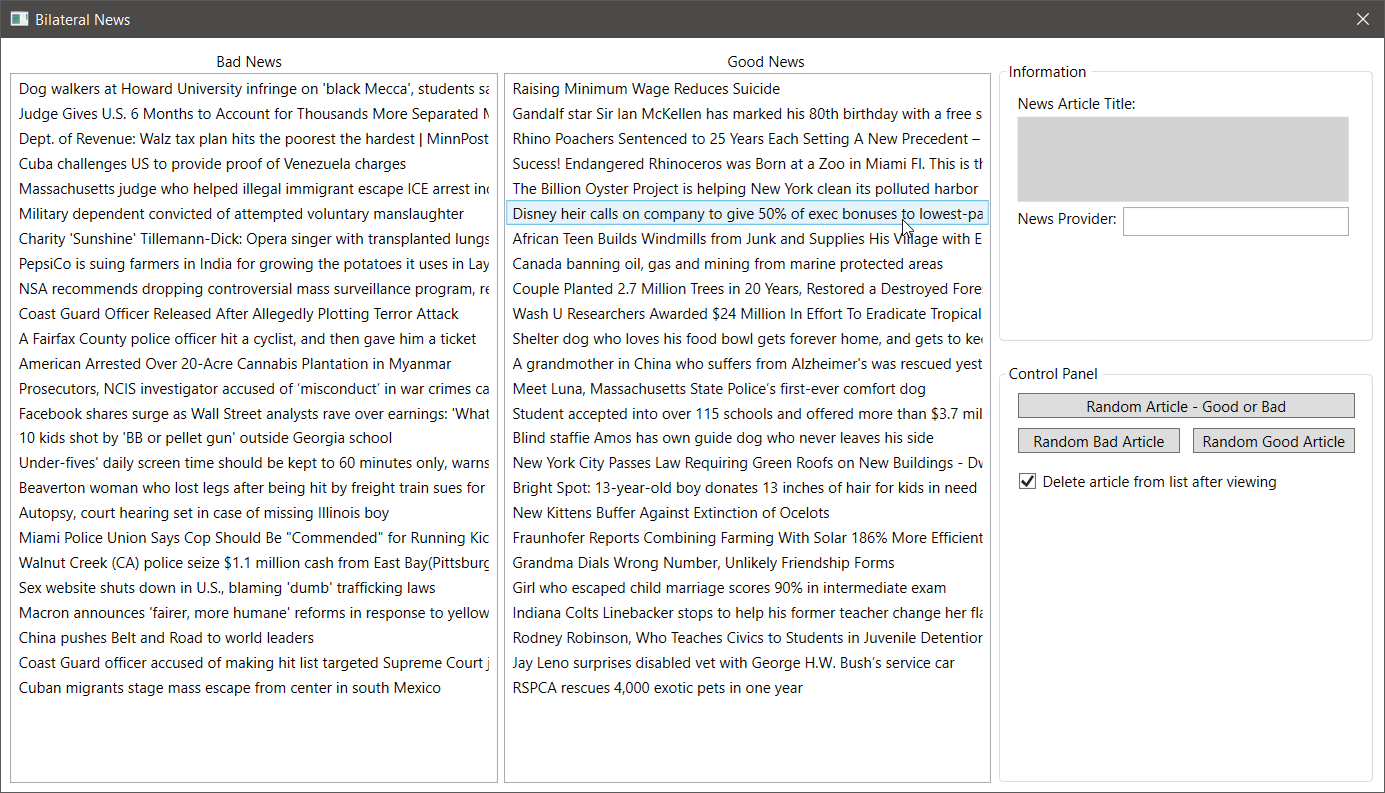 Bilateral News
Bad News
Dog walkers at Howard University infringe on 'black Mecca', students sa
Judge Gives U.S. 6 Months to Account for Thousands More Separated M
Dept. of Revenue: Walz tax plan hits the poorest the hardest | MinnPost
Cuba challenges US to provide proof of Venezuela charges
Massachusetts judge who helped illegal immigrant escape ICE arrest inc
Military dependent convicted of attempted voluntary manslaughter
Charity 'Sunshine' Tillemann-Dick: Opera singer with transplanted lungs
PepsiCo is suing farmers in India for growing the potatoes it uses in Lay
NSA recommends dropping controversial mass surveillance program, re
Coast Guard Officer Released After Allegedly Plotting Terror Attack
A Fairfax County police officer hit a cyclist, and then gave him a ticket
American Arrested Over 20-Acre Cannabis Plantation in Myanmar
Prosecutors, NCIS investigator accused of ‘misconduct’ in war crimes ca
Facebook shares surge as Wall Street analysts rave over earnings: 'What
10 kids shot by 'BB or pellet gun' outside Georgia school
Under-fives' daily screen time should be kept to 60 minutes only, warns
Beaverton woman who lost legs after being hit by freight train sues for
Autopsy, court hearing set in case of missing Illinois boy
Miami Police Union Says Cop Should Be "Commended" for Running Kic
Walnut Creek (CA) police seize $1.1 million cash from East Bay(Pittsburg
Sex website shuts down in U.S., blaming 'dumb' trafficking laws
Macron announces 'fairer, more humane' reforms in response to yellow
China pushes Belt and Road to world leaders
Coast Guard officer accused of making hit list targeted Supreme Court j
Cuban migrants stage mass escape from center in south Mexico
Good News
Raising Minimum Wage Reduces Suicide
Gandalf star Sir Ian McKellen has marked his 80th birthday with a free s
Rhino Poachers Sentenced to 25 Years Each Setting A New Precedent –
Sucess! Endangered Rhinoceros was Born at a Zoo in Miami Fl. This is th
The Billion Oyster Project is helping New York clean its polluted harbor
Disney heir calls on company to give 50% of exec bonuses to lowest-pa
African Teen Builds Windmills from Junk and Supplies His Village with E
Canada banning oil, gas and mining from marine protected areas
Couple Planted 2.7 Million Trees in 20 Years, Restored a Destroyed Fore
Wash U Researchers Awarded $24 Million In Effort To Eradicate Tropical
Shelter dog who loves his food bowl gets forever home, and gets to kee
A grandmother in China who suffers from Alzheimer's was rescued yest
Meet Luna, Massachusetts State Police’s first-ever comfort dog
Student accepted into over 115 schools and offered more than $3.7 mil
Blind staffie Amos has own guide dog who never leaves his side
New York City Passes Law Requiring Green Roofs on New Buildings - Dw
Bright Spot: 13-year-old boy donates 13 inches of hair for kids in need
New Kittens Buffer Against Extinction of Ocelots
Fraunhofer Reports Combining Farming With Solar 186% More Efficient
Grandma Dials Wrong Number, Unlikely Friendship Forms
Girl who escaped child marriage scores 90% in intermediate exam
Indiana Colts Linebacker stops to help his former teacher change her fla
Rodney Robinson, Who Teaches Civics to Students in Juvenile Detention
Jay Leno surprises disabled vet with George H.W. Bush’s service car
RSPCA rescues 4,000 exotic pets in one year
Information
News Article Title:
News Provider:
Control Panel
Random Article - Good or Bad
Random Bad Article
Random Good Article
Delete article from list after viewing